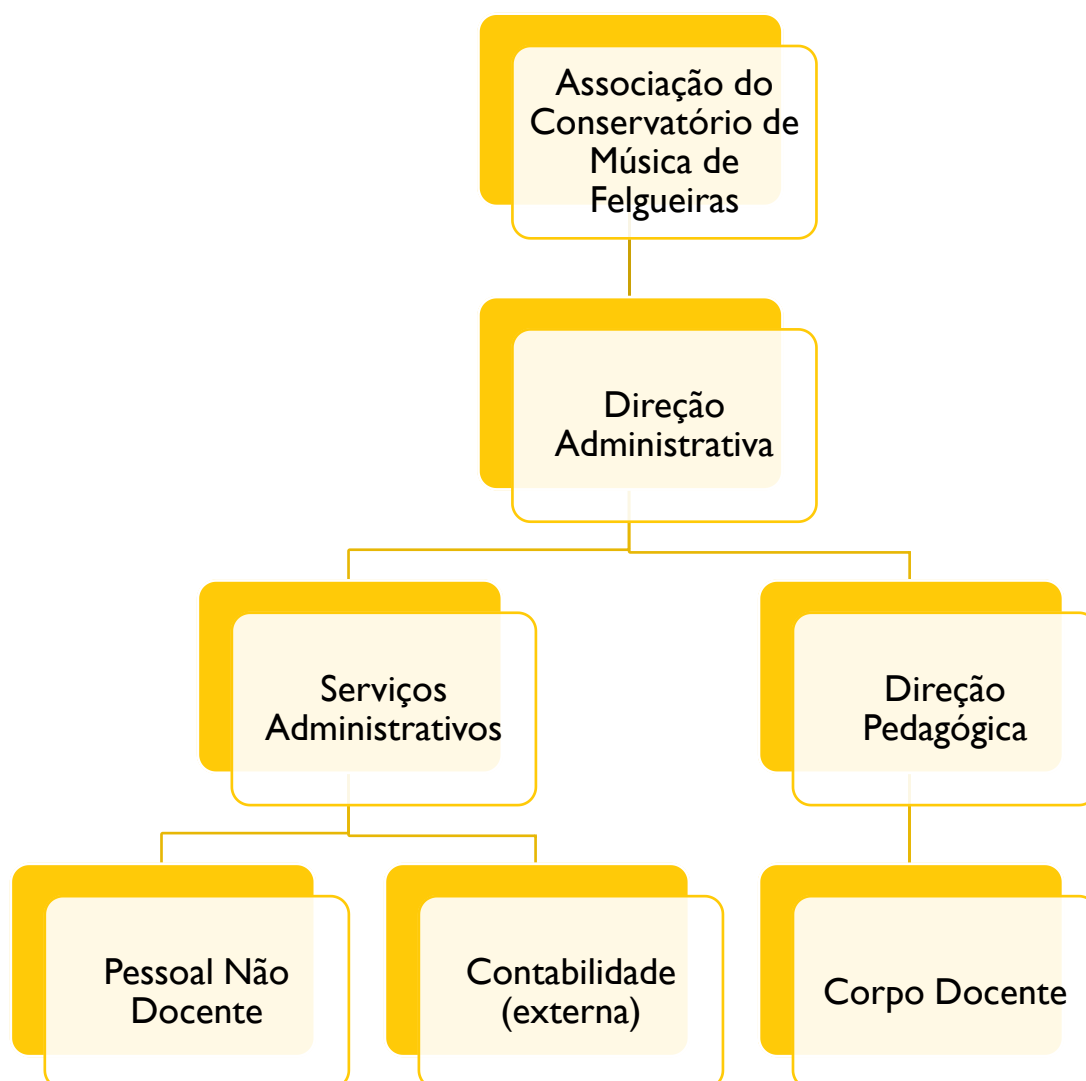 Associação do
Conservatório de
Música de
Felgueiras
Direção
Administrativa
Serviços
Administrativos
Direção
Pedagógica
Pessoal Não
Docente
Contabilidade
(externa)
Corpo Docente